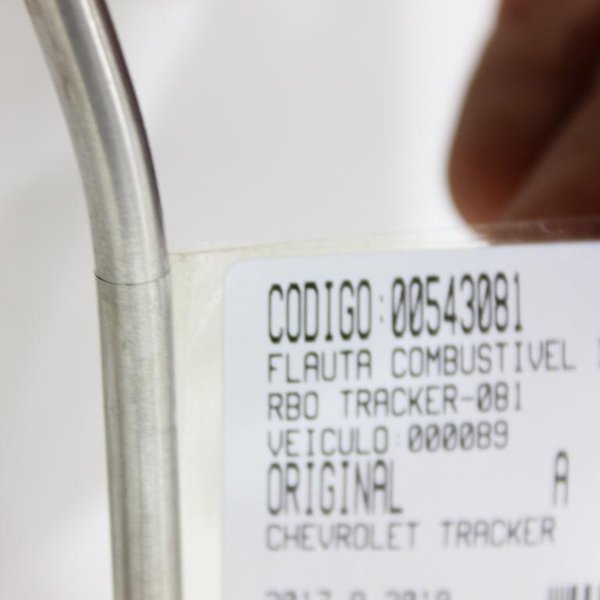 CODIGO:00543081
FLAUTA COMBUSTIVEL
RBO TRACKER-081
VEICULO:000089
ORIGINAL A
CHEVROLET TRACKER